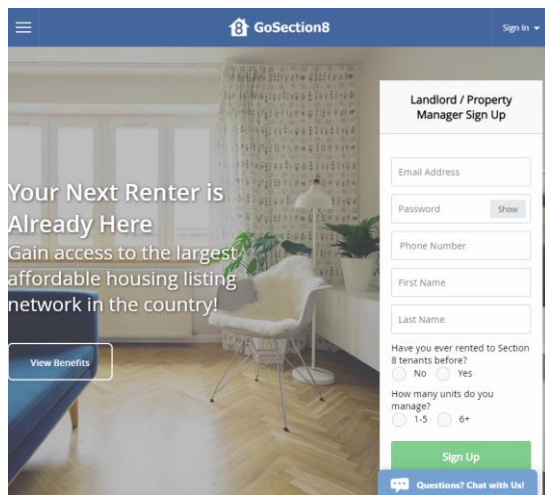 8 GoSection8
Sign In
Your Next Renter is
Already Here
Gain access to the largest
affordable housing listing
network in the country!
View Benefits
Landlord / Property
Manager Sign Up
Email Address
Password
Show
Phone Number
First Name
Last Name
Have you ever rented to Section
8 tenants before?
No Yes
How many units do you
manage?
1-5 6+
Sign Up
Questions? Chat with Us!